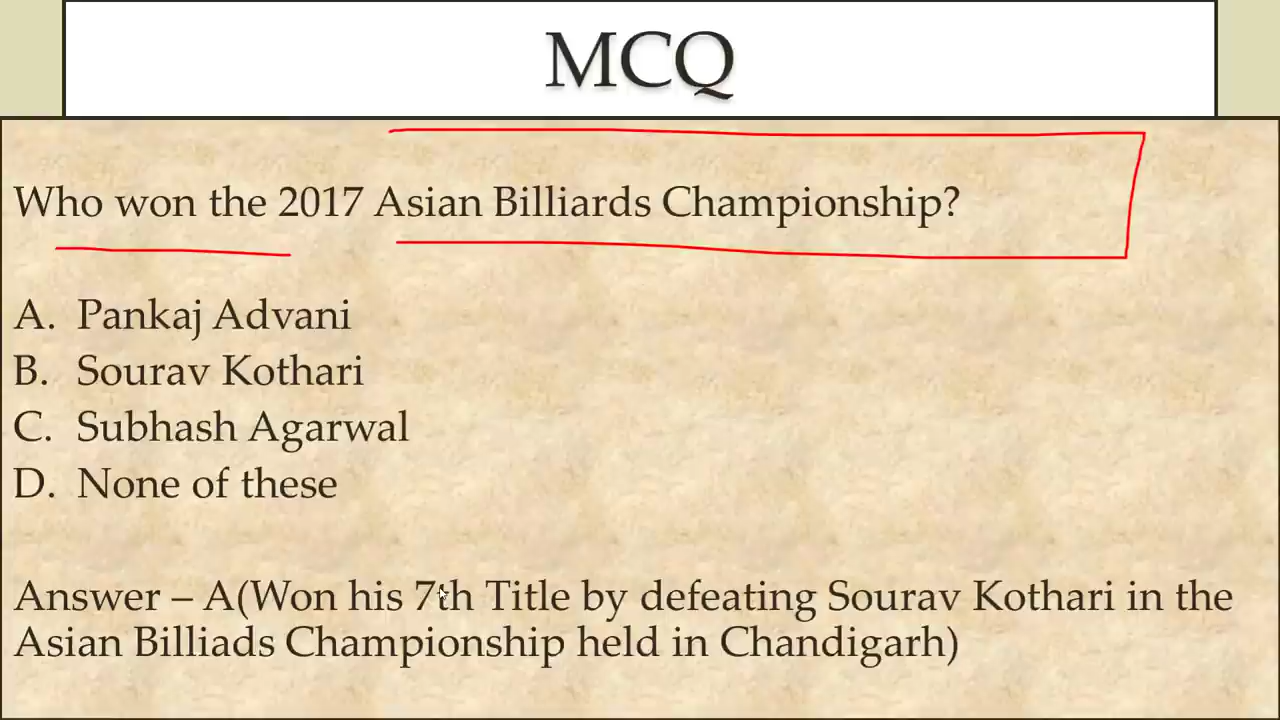 MCQ
Who won the 2017 Asian Billiards Championship?
A. Pankaj Advani
B. Sourav Kothari
C. Subhash Agarwal
D. None of these
Answer – A(Won his 7th Title by defeating Sourav Kothari in the
Asian Billiads Championship held in Chandigarh)